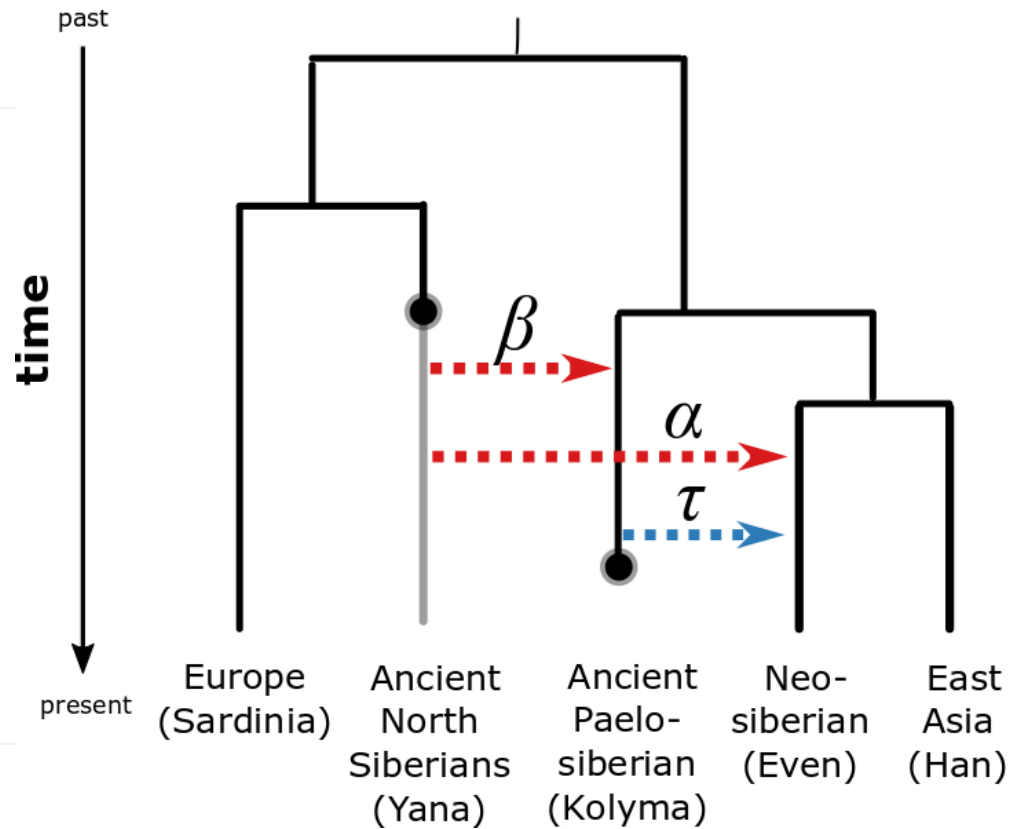 past
time
β
α
τ
present
Europe
(Sardinia)
Ancient
North
Siberians
(Yana)
Ancient
Paelo-
siberian
(Kolyma)
Neo-
siberian
(Even)
East
Asia
(Han)